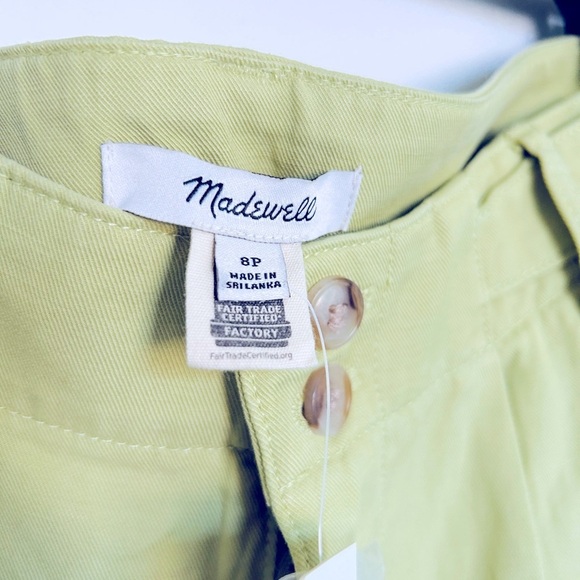 Madewell
8P
MADE IN
SRI LANKA
FAIR TRADE
CERTIFIED
FACTORY
FairTradeCertified.org